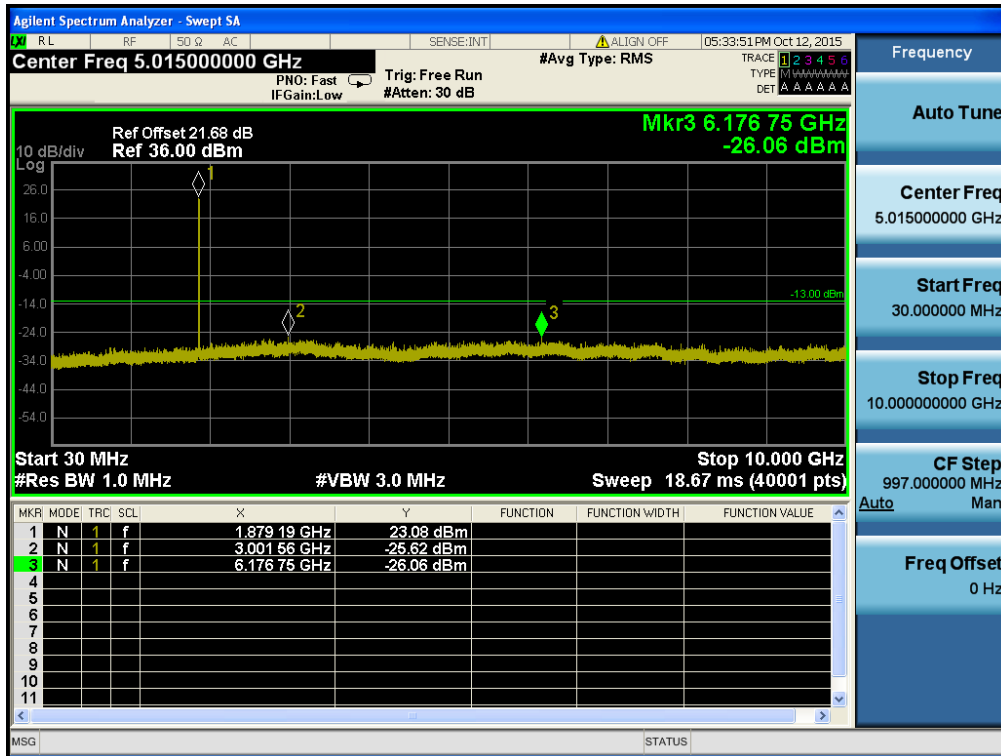 Agilent Spectrum Analyzer - Swept SA
LXI RL RF 50 Ω AC SENSE:INT ALIGN OFF 05:33:51 PM Oct 12, 2015
Center Freq 5.015000000 GHz
PNO: Fast
IFGain:Low
Trig: Free Run
#Atten: 30 dB
#Avg Type: RMS
TRACE 1 2 3 4 5 6
TYPE M W W W W W
DET A A A A A A
Mkr3 6.176 75 GHz
-26.06 dBm
Ref Offset 21.68 dB
10 dB/div Ref 36.00 dBm
Log
26.0
16.0
6.00
-4.00
-14.0
-24.0
-34.0
-44.0
-54.0
1
2
3
-13.00 dBm
Start 30 MHz Stop 10.000 GHz
#Res BW 1.0 MHz #VBW 3.0 MHz Sweep 18.67 ms (40001 pts)
MKR MODE TRC SCL X Y FUNCTION FUNCTION WIDTH FUNCTION VALUE
1 N 1 f 1.879 19 GHz 23.08 dBm
2 N 1 f 3.001 56 GHz -25.62 dBm
3 N 1 f 6.176 75 GHz -26.06 dBm
4
5
6
7
8
9
10
11
MSG STATUS
Frequency
Auto Tune
Center Freq
5.015000000 GHz
Start Freq
30.000000 MHz
Stop Freq
10.000000000 GHz
CF Step
997.000000 MHz
Auto Man
Freq Offset
0 Hz